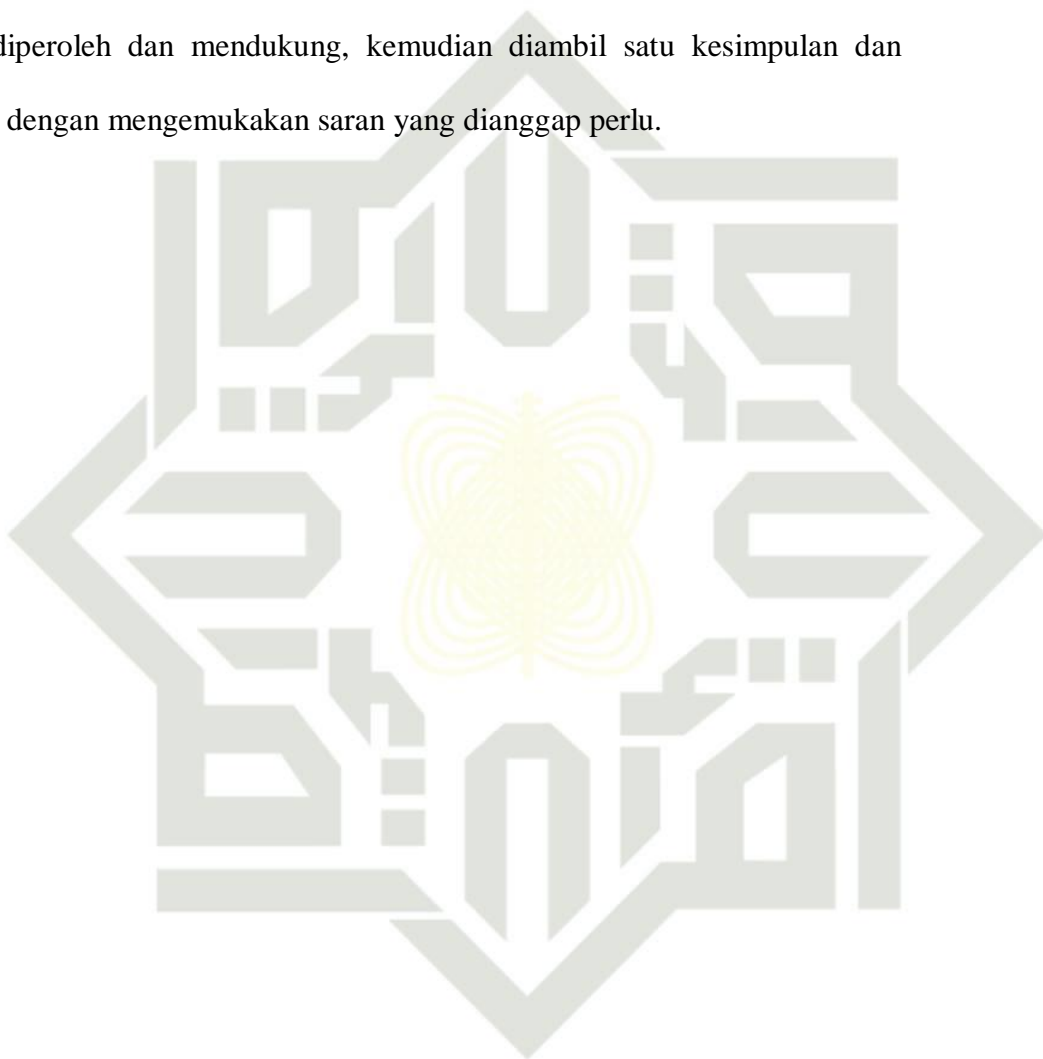 diperoleh dan mendukung, kemudian diambil satu kesimpulan dan
dengan mengemukakan saran yang dianggap perlu.